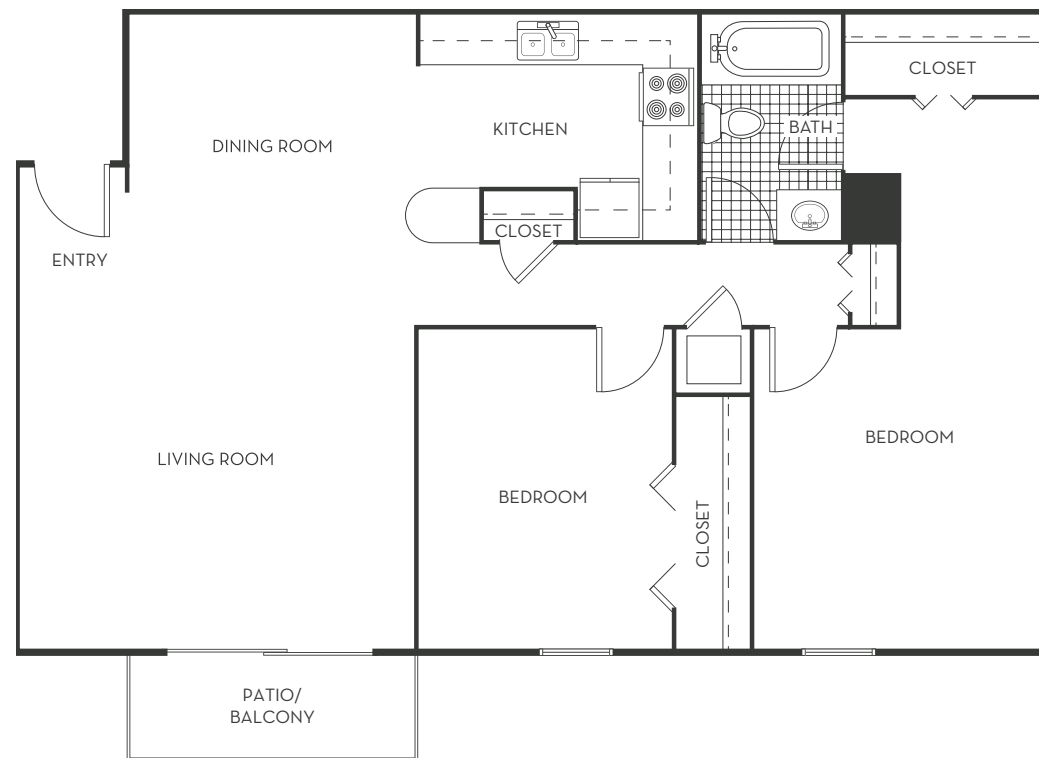 CLOSET
KITCHEN
BATH
DINING ROOM
CLOSET
ENTRY
BEDROOM
LIVING ROOM
BEDROOM
CLOSET
PATIO/
BALCONY